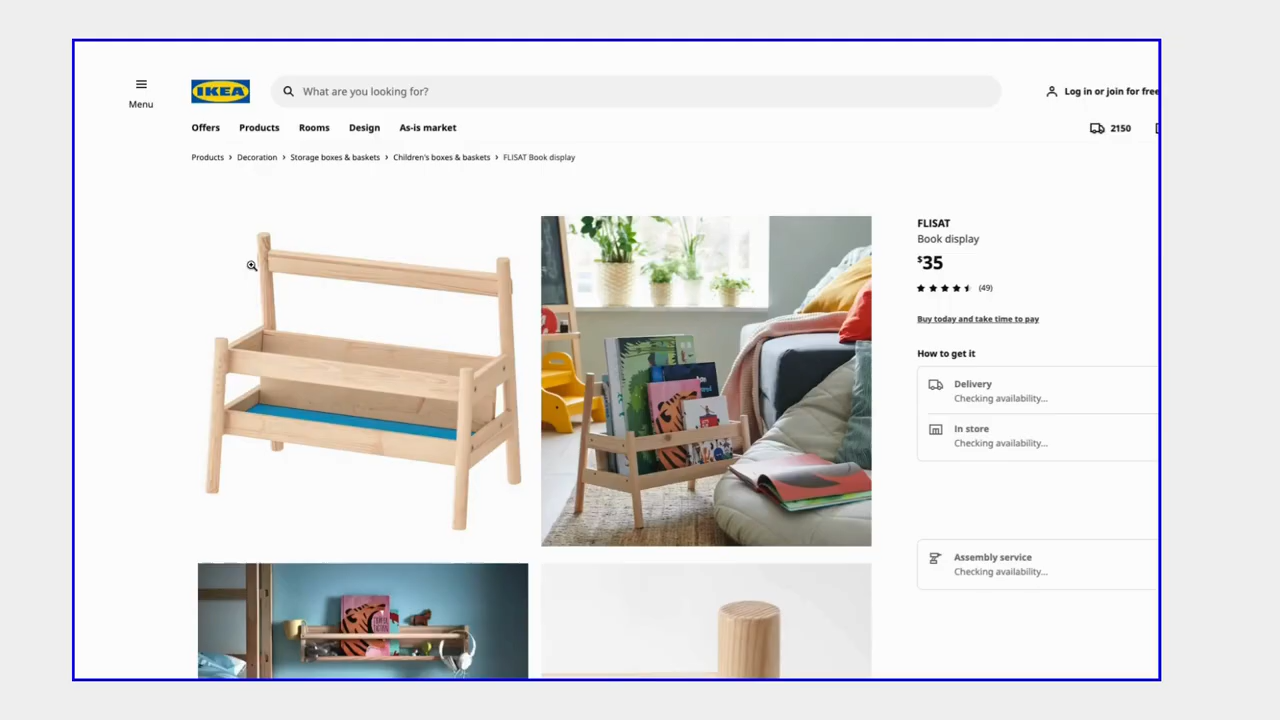 Menu
IKEA
What are you looking for?
Log in or join for free
Offers
Products
Rooms
Design
As-is market
2150
Products › Decoration › Storage boxes & baskets › Children's boxes & baskets › FLISAT Book display
FLISAT
Book display
$35
(49)
Buy today and take time to pay
How to get it
Delivery
Checking availability...
In store
Checking availability...
Assembly service
Checking availability...